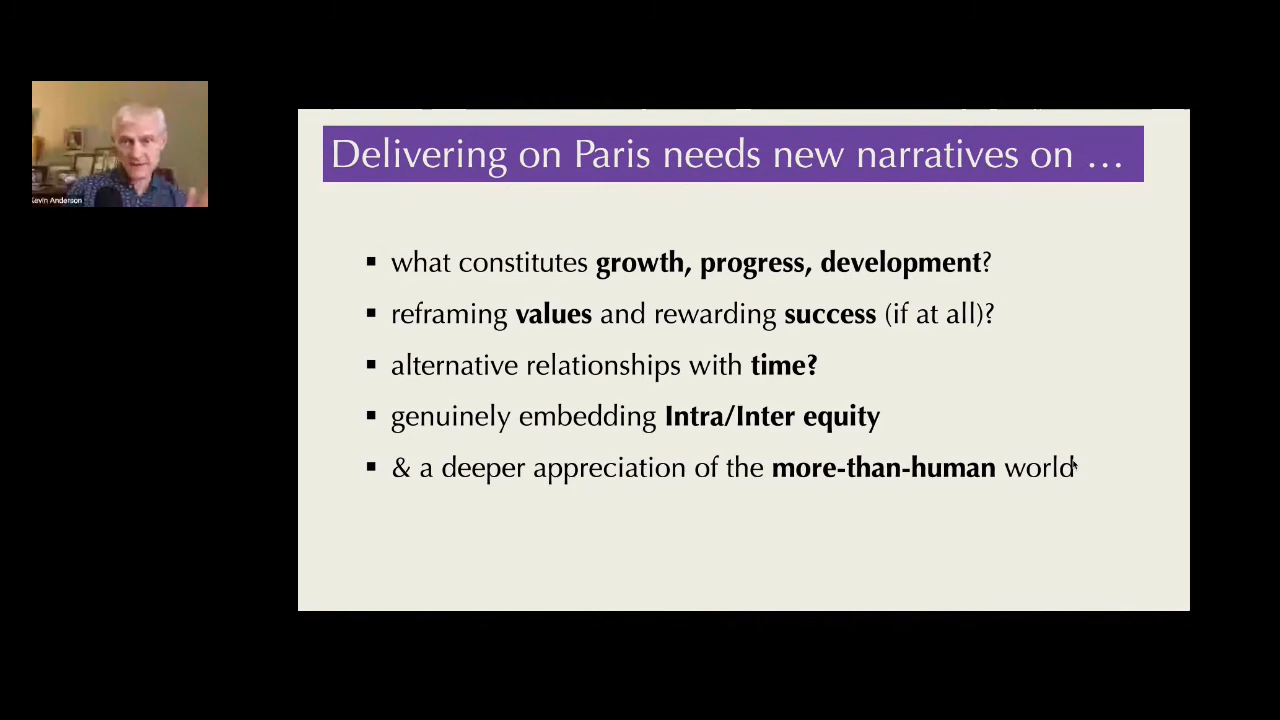 Kevin Anderson
Delivering on Paris needs new narratives on …
▪ what constitutes growth, progress, development?
▪ reframing values and rewarding success (if at all)?
▪ alternative relationships with time?
▪ genuinely embedding Intra/Inter equity
▪ & a deeper appreciation of the more-than-human world